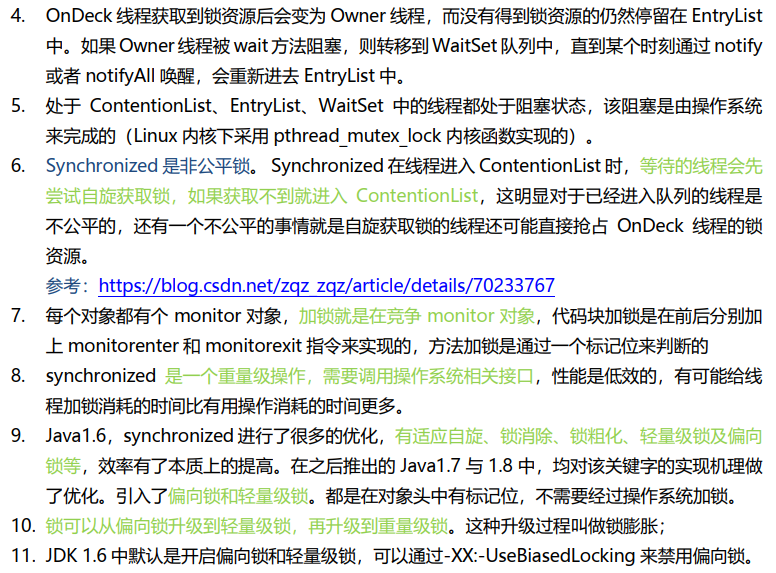 4. OnDeck 线程获取到锁资源后会变为 Owner 线程，而没有得到锁资源的仍然停留在 EntryList
中。如果 Owner 线程被 wait 方法阻塞，则转移到 WaitSet 队列中，直到某个时刻通过 notify
或者 notifyAll 唤醒，会重新进去 EntryList 中。
5. 处于 ContentionList、EntryList、WaitSet 中的线程都处于阻塞状态，该阻塞是由操作系统
来完成的（Linux 内核下采用 pthread_mutex_lock 内核函数实现的）。
6. Synchronized 是非公平锁。 Synchronized 在线程进入 ContentionList 时，等待的线程会先
尝试自旋获取锁，如果获取不到就进入 ContentionList，这明显对于已经进入队列的线程是
不公平的，还有一个不公平的事情就是自旋获取锁的线程还可能直接抢占 OnDeck 线程的锁
资源。
参考：https://blog.csdn.net/zqz_zqz/article/details/70233767
7. 每个对象都有个 monitor 对象，加锁就是在竞争 monitor 对象，代码块加锁是在前后分别加
上 monitorenter 和 monitorexit 指令来实现的，方法加锁是通过一个标记位来判断的
8. synchronized 是一个重量级操作，需要调用操作系统相关接口，性能是低效的，有可能给线
程加锁消耗的时间比有用操作消耗的时间更多。
9. Java1.6，synchronized 进行了很多的优化，有适应自旋、锁消除、锁粗化、轻量级锁及偏向
锁等，效率有了本质上的提高。在之后推出的 Java1.7 与 1.8 中，均对该关键字的实现机理做
了优化。引入了偏向锁和轻量级锁。都是在对象头中有标记位，不需要经过操作系统加锁。
10. 锁可以从偏向锁升级到轻量级锁，再升级到重量级锁。这种升级过程叫做锁膨胀；
11. JDK 1.6 中默认是开启偏向锁和轻量级锁，可以通过-XX:-UseBiasedLocking 来禁用偏向锁。